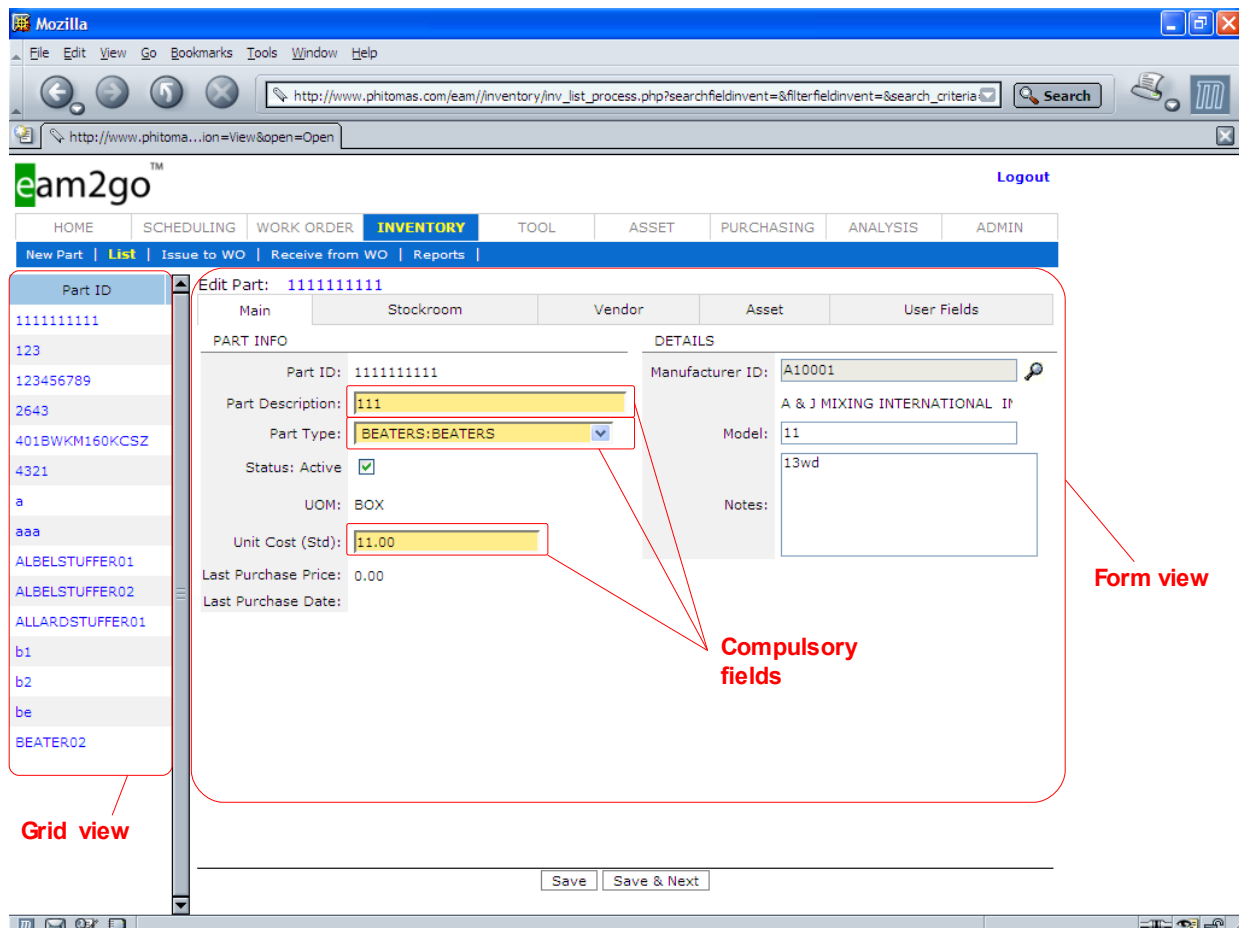 Mozilla
File Edit View Go Bookmarks Tools Window Help
http://www.phitomas.com/eam//inventory/inv_list_process.php?searchfieldinvent=&filterfieldinvent=&search_criteria= Search
http://www.phitoma...ion=View&open=Open
eam2go™
Logout
HOME SCHEDULING WORK ORDER INVENTORY TOOL ASSET PURCHASING ANALYSIS ADMIN
New Part | List | Issue to WO | Receive from WO | Reports |
Part ID
1111111111
123
123456789
2643
401BWKM160KCSZ
4321
a
aaa
ALBELSTUFFER01
ALBELSTUFFER02
ALLARDSTUFFER01
b1
b2
be
BEATER02
Grid view
Edit Part: 1111111111
Main Stockroom Vendor Asset User Fields
PART INFO
Part ID: 1111111111
Part Description: 111
Part Type: BEATERS:BEATERS
Status: Active
UOM: BOX
Unit Cost (Std): 11.00
Last Purchase Price: 0.00
Last Purchase Date:
DETAILS
Manufacturer ID: A10001
A & J MIXING INTERNATIONAL
Model: 11
Notes: 13wd
Compulsory
fields
Form view
Save Save & Next